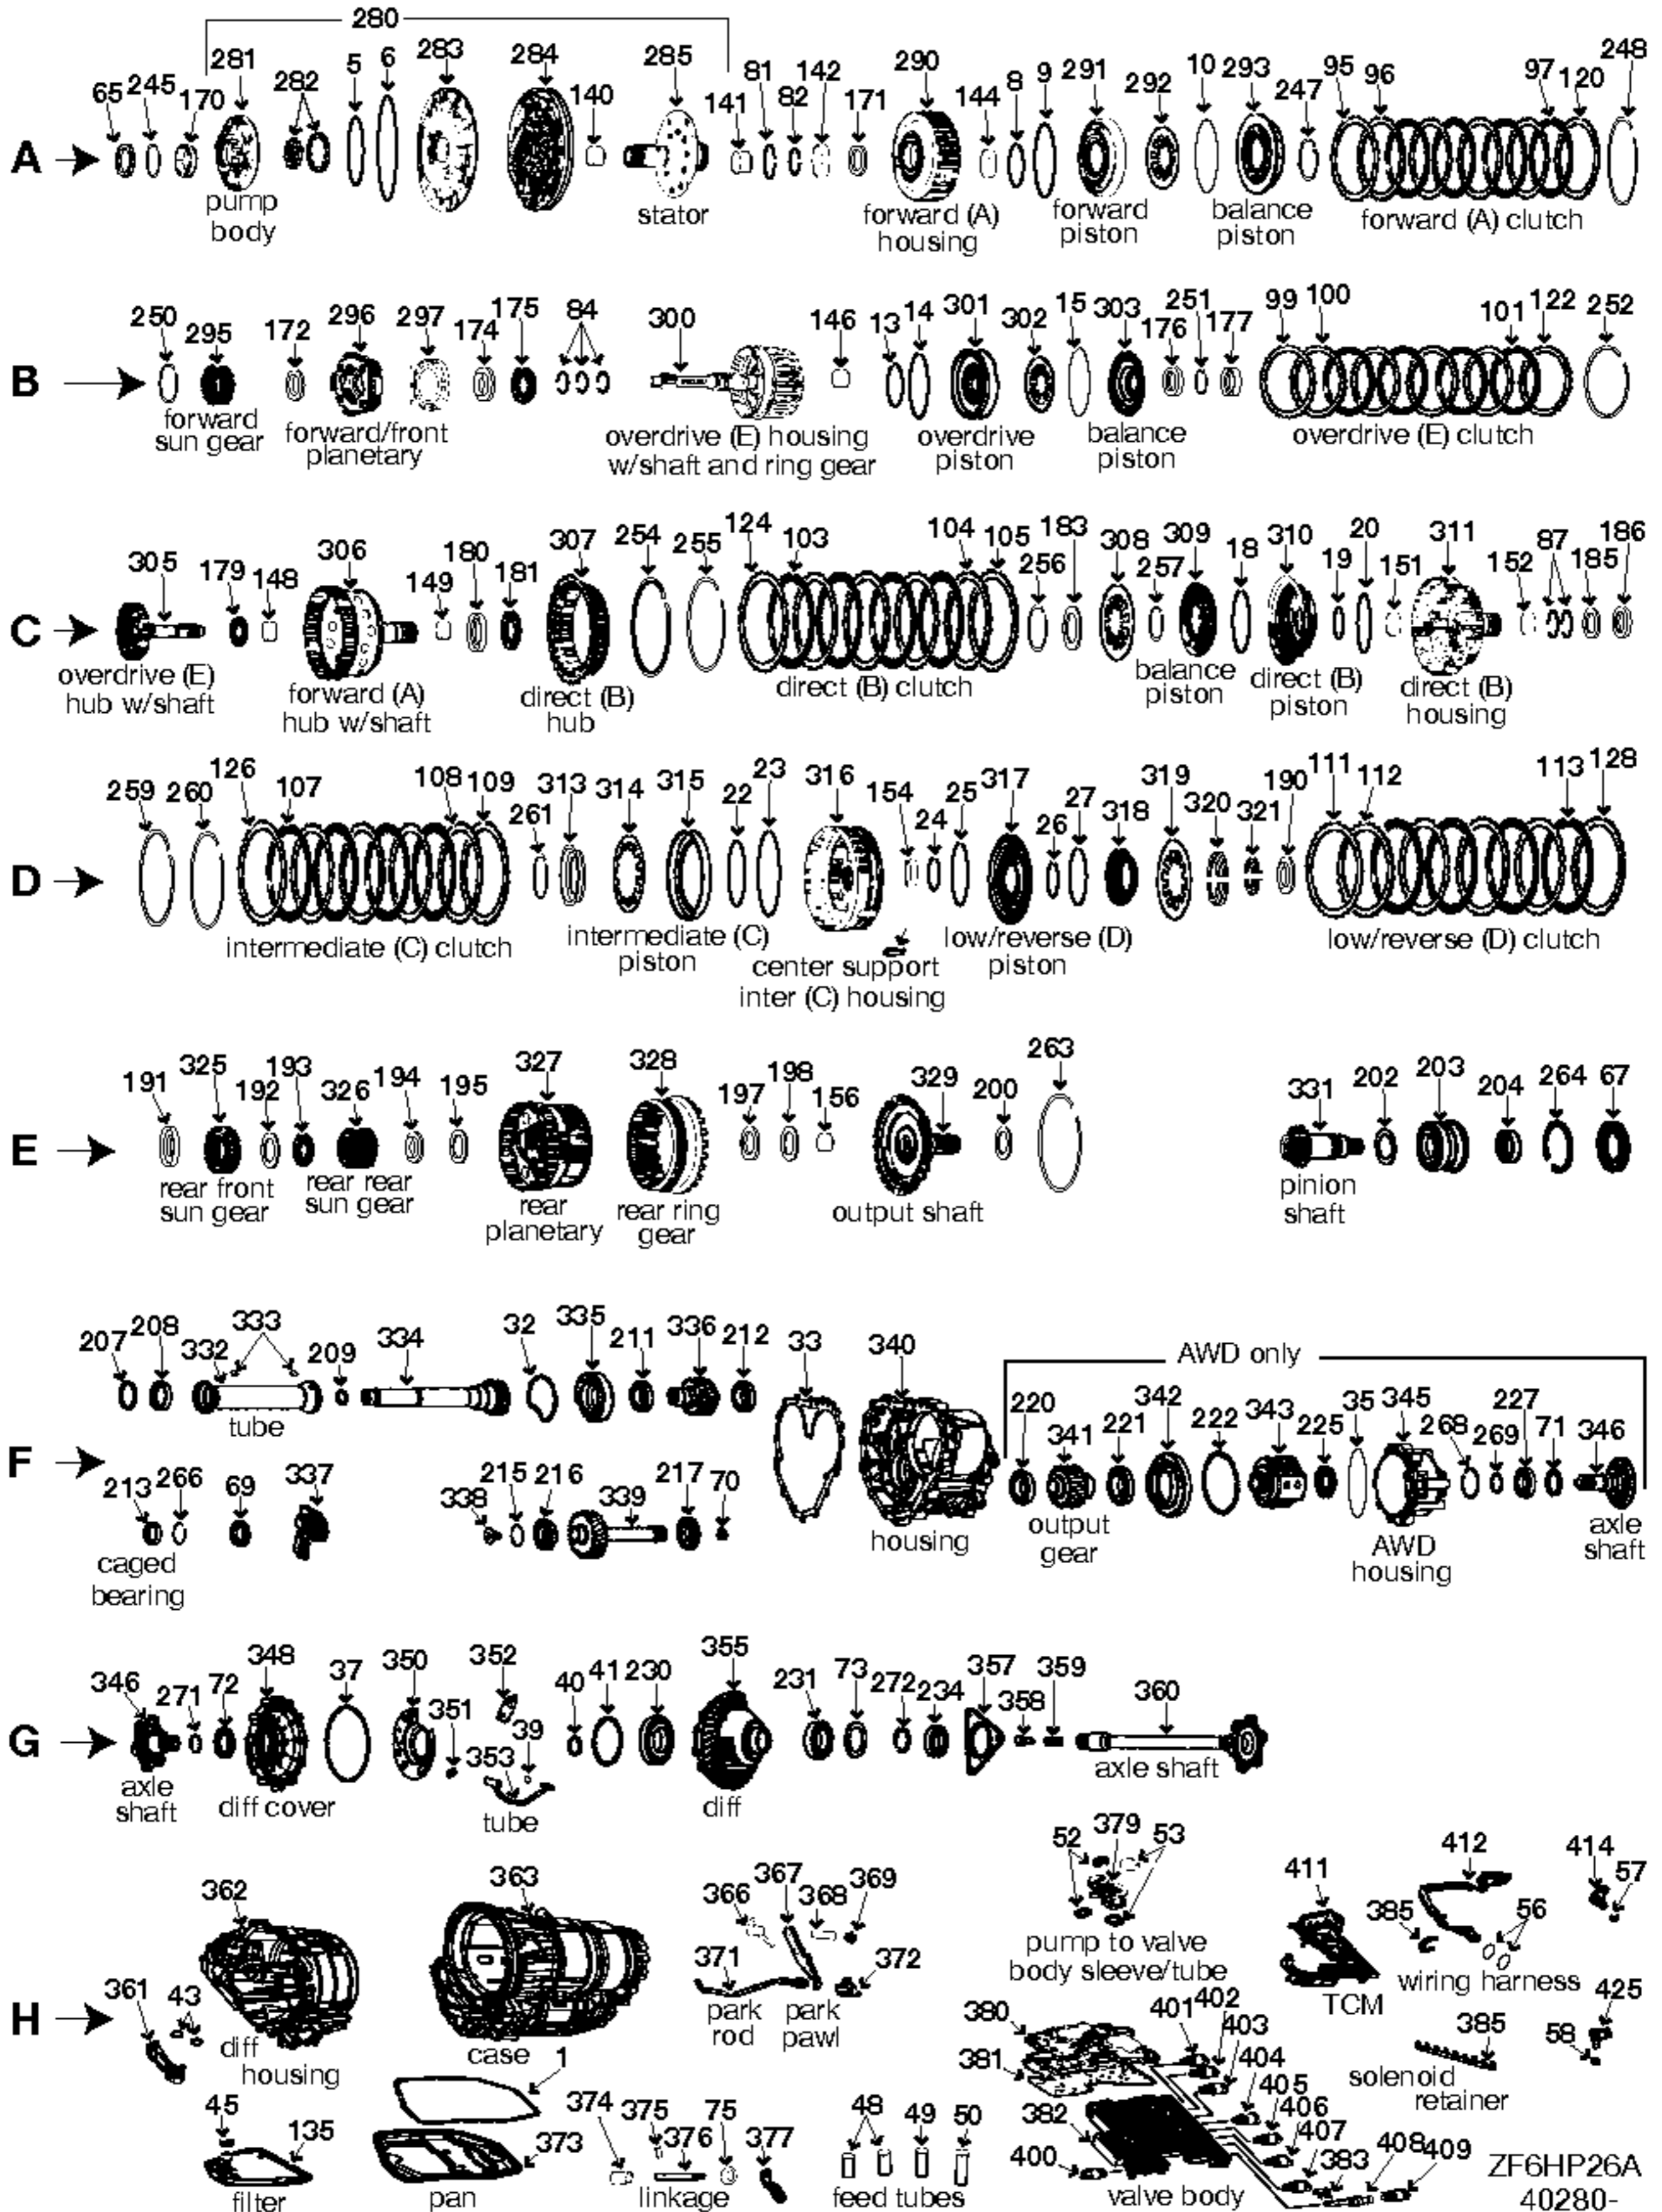 280
281 283 284 285 290 291 293 248
65 245 170 282 5 6 140 141 81 82 142 171 144 8 9 292 10 247 95 96 97 120
A
pump body
stator
forward (A) housing
forward piston
balance piston
forward (A) clutch
250 295 172 296 297 174 175 84 300 146 13 14 301 302 15 303 176 251 177 99 100 101 122 252
B
forward sun gear
forward/front planetary
overdrive (E) housing w/shaft and ring gear
overdrive piston
balance piston
overdrive (E) clutch
305 179 148 306 149 180 181 307 254 255 124 103 104 105 256 183 308 257 309 18 310 19 20 151 311 152 87 185 186
C
overdrive (E) hub w/shaft
forward (A) hub w/shaft
direct (B) hub
direct (B) clutch
balance piston
direct (B) piston
direct (B) housing
259 260 126 107 108 109 261 313 314 315 22 23 316 154 24 25 317 26 27 318 319 320 321 190 111 112 113 128
D
intermediate (C) clutch
intermediate (C) piston
center support inter (C) housing
low/reverse (D) piston
low/reverse (D) clutch
191 325 192 193 326 194 195 327 328 197 198 156 329 200 263 331 202 203 204 264 67
E
rear front sun gear
rear rear sun gear
rear planetary
rear ring gear
output shaft
pinion shaft
207 208 332 333 209 334 32 335 211 336 212 33 340
AWD only
220 341 221 342 222 343 225 35 345 268 269 227 71 346
tube
F
213 266 69 337 338 215 216 339 217 70
caged bearing
housing
output gear
AWD housing
axle shaft
346 271 72 348 37 350 351 352 353 39 40 41 230 355 231 73 272 234 357 358 359 360
G
axle shaft
diff cover
tube
diff
axle shaft
362 363 366 367 368 369 371 372 52 379 53 411 412 385 56 414 57
H
361 43
diff housing
case
park rod
park pawl
pump to valve body sleeve/tube
TCM
wiring harness
380 381 382 400 401 402 403 404 405 406 407 383 408 409
385
solenoid retainer
425 58
45 135 1 373 374 375 376 75 377 48 49 50
filter
pan
linkage
feed tubes
valve body
ZF6HP26A
40280-